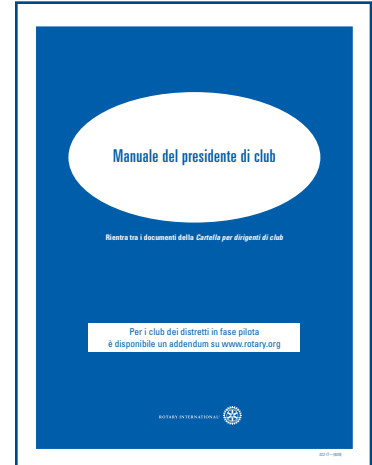 Manuale del presidente di club
Rientra tra i documenti della Cartella per dirigenti di club
Per i club dei distretti in fase pilota
è disponibile un addendum su www.rotary.org
ROTARY INTERNATIONAL